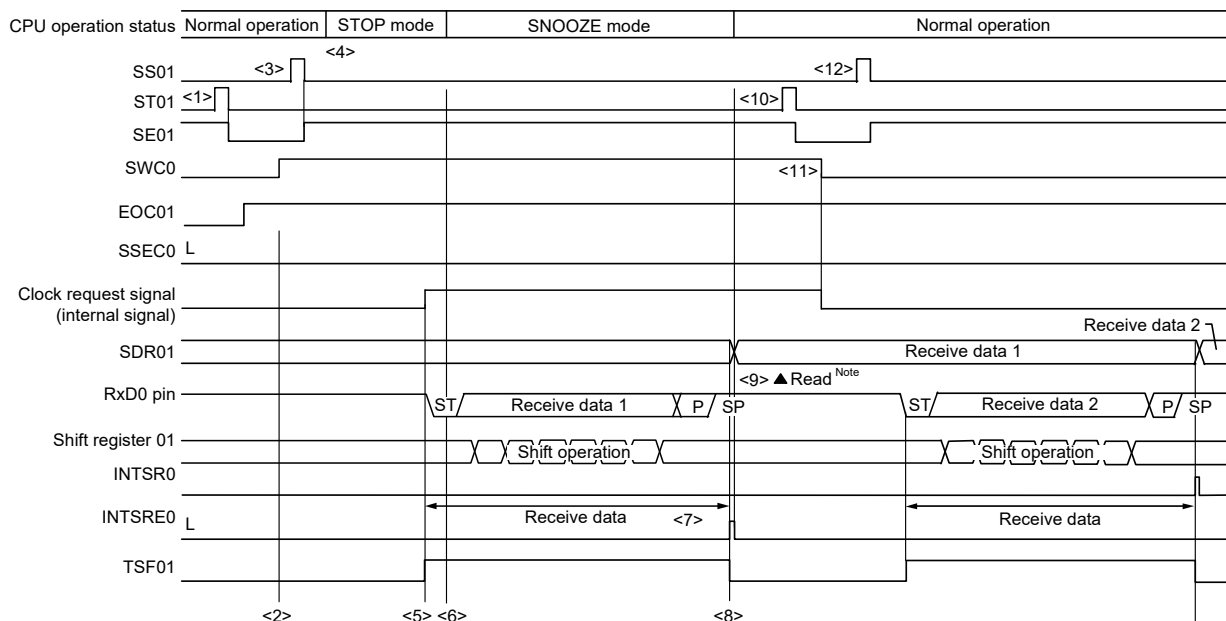 CPU operation status Normal operation STOP mode SNOOZE mode Normal operation
<4>
SS01 <3> <12>
ST01 <1> <10>
SE01
SWC0 <11>
EOC01
SSEC0 L
Clock request signal
(internal signal)
Receive data 2
SDR01 Receive data 1
<9> ▲ Read Note
RxD0 pin ST Receive data 1 P SP ST Receive data 2 P SP
Shift register 01 Shift operation Shift operation
INTSR0
INTSRE0 L Receive data <7> Receive data
TSF01
<2> <5> <6> <8>